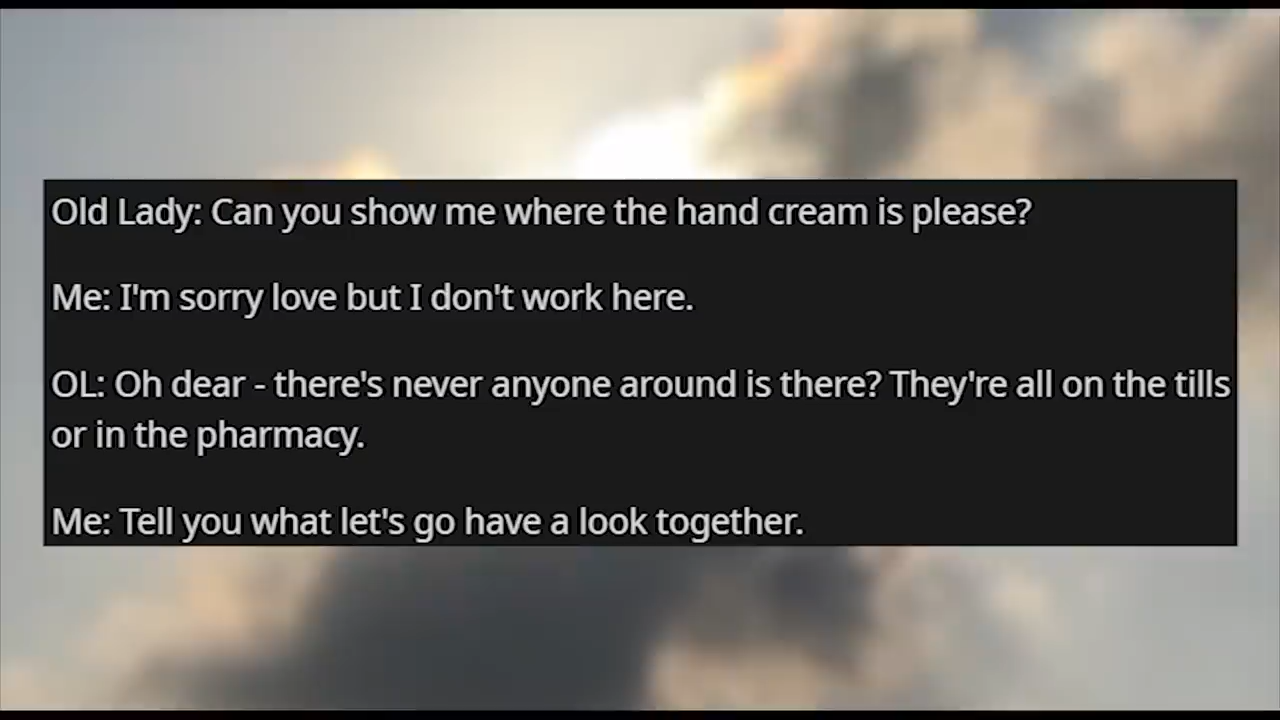 Old Lady: Can you show me where the hand cream is please?
Me: I'm sorry love but I don't work here.
OL: Oh dear - there's never anyone around is there? They're all on the tills
or in the pharmacy.
Me: Tell you what let's go have a look together.